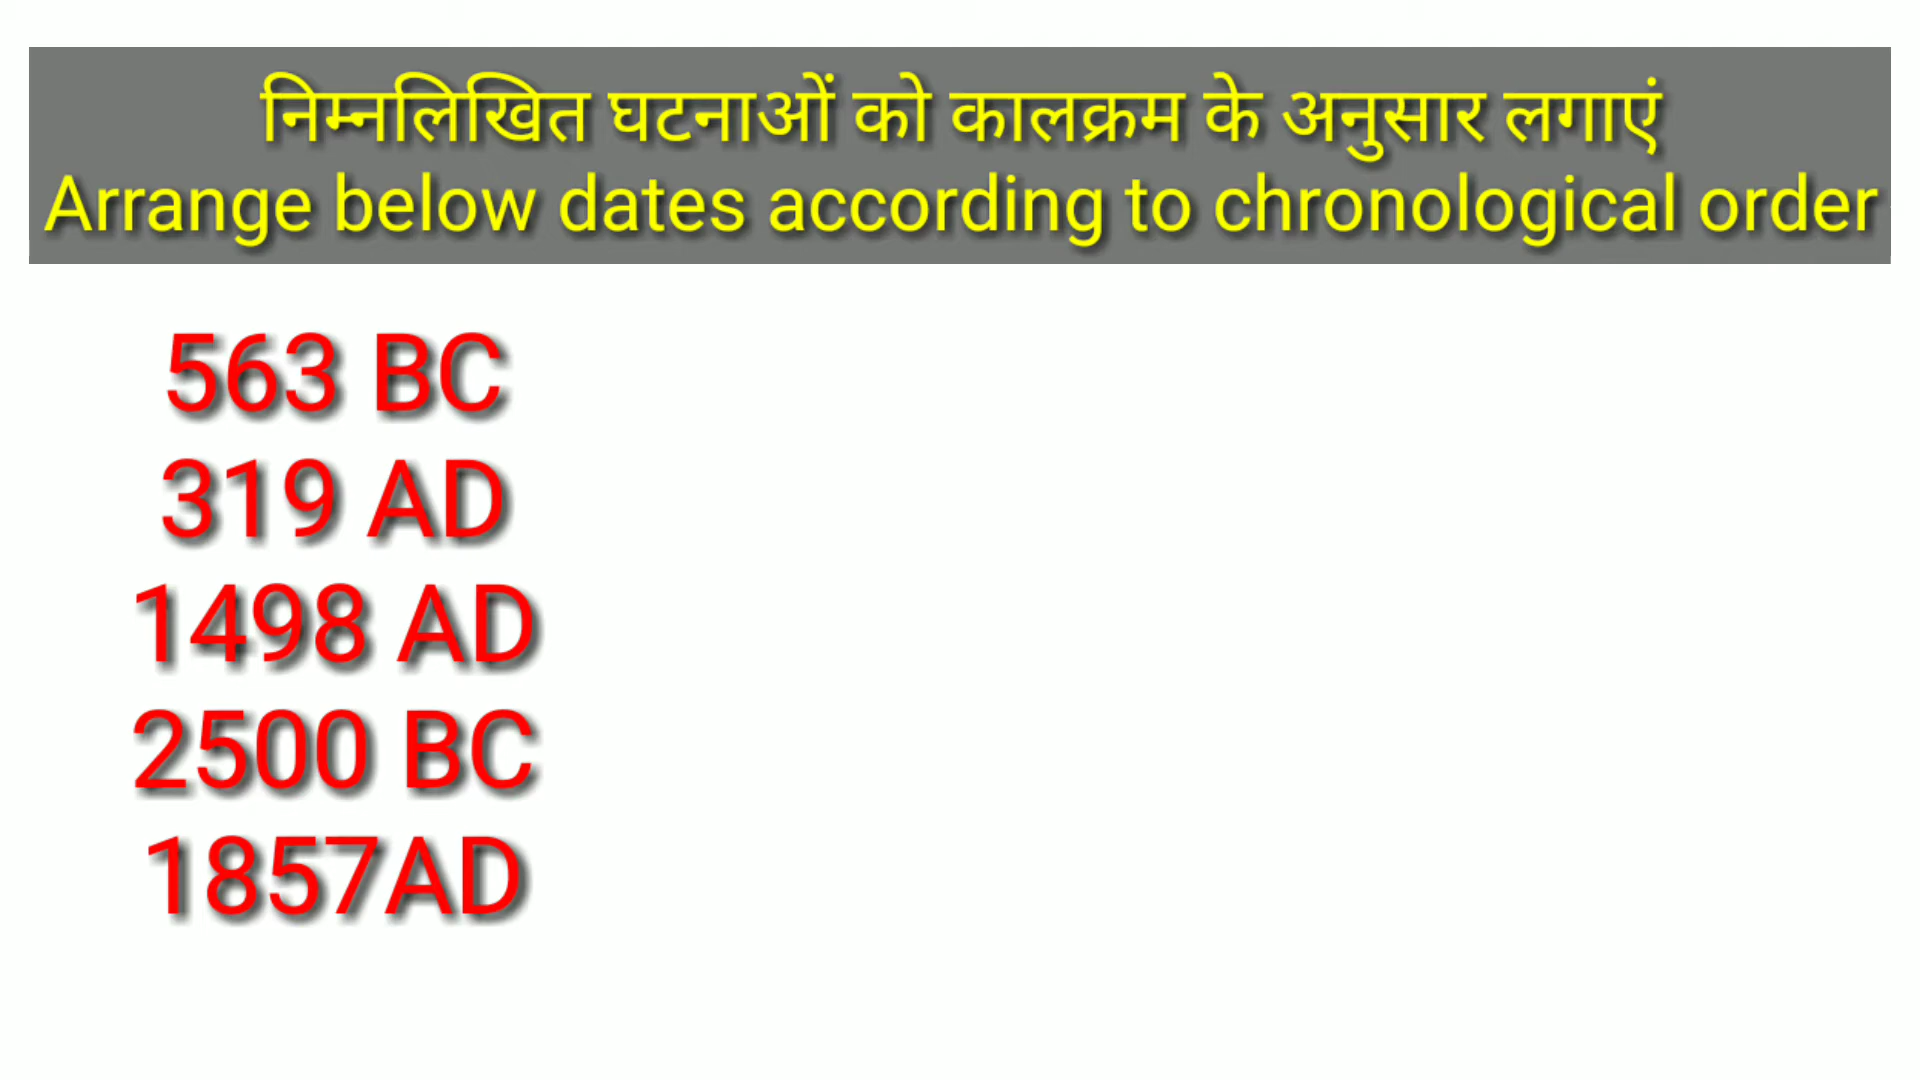 निम्नलिखित घटनाओं को कालक्रम के अनुसार लगाएं
Arrange below dates according to chronological order
563 BC
319 AD
1498 AD
2500 BC
1857AD